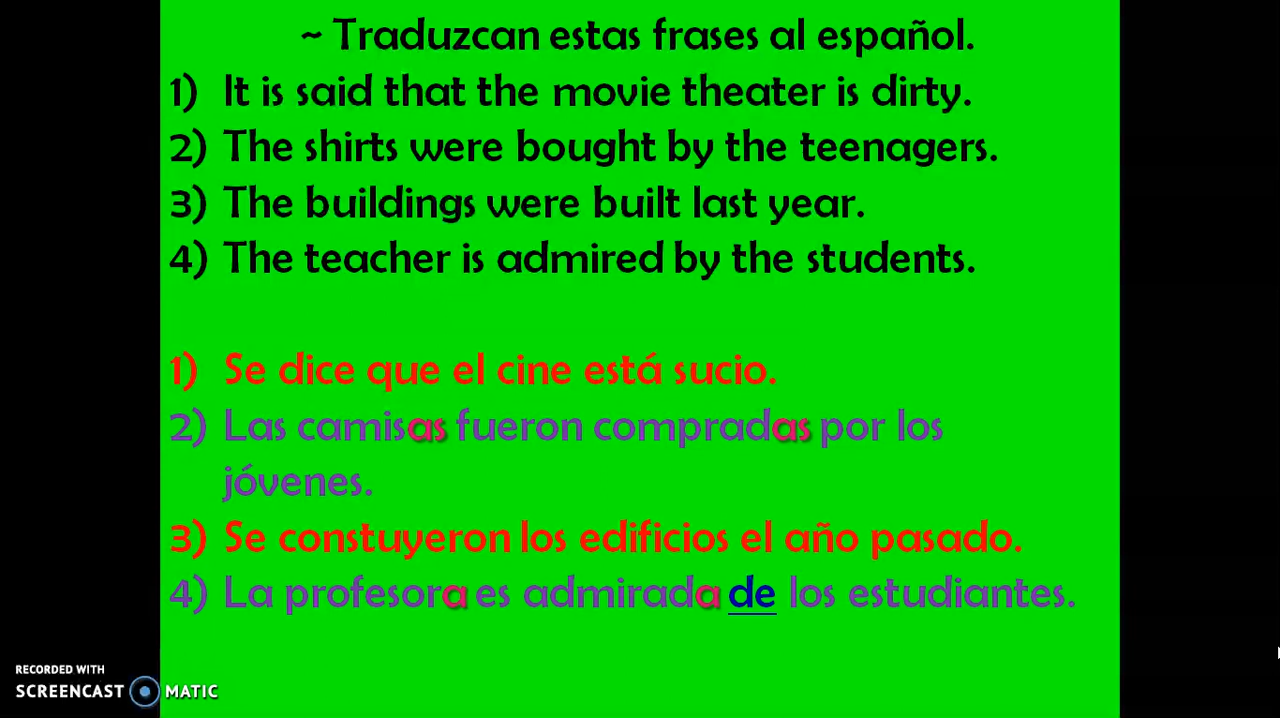 ~ Traduzcan estas frases al español.
1) It is said that the movie theater is dirty.
2) The shirts were bought by the teenagers.
3) The buildings were built last year.
4) The teacher is admired by the students.
1) Se dice que el cine está sucio.
2) Las camisas fueron compradas por los
jóvenes.
3) Se constuyeron los edificios el año pasado.
4) La profesora es admirada de los estudiantes.
RECORDED WITH
SCREENCAST MATIC